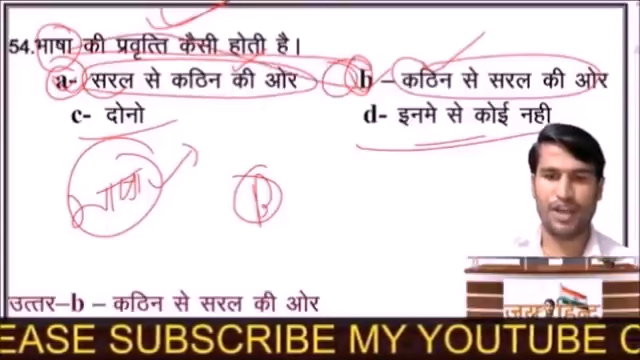 54.भाषा की प्रवृत्ति कैसी होती है।
a- सरल से कठिन की ओर b – कठिन से सरल की ओर
c- दोनो d- इनमे से कोई नही
भाषा B
उत्तर–b – कठिन से सरल की ओर
जयहिन्द
EASE SUBSCRIBE MY YOUTUBE C